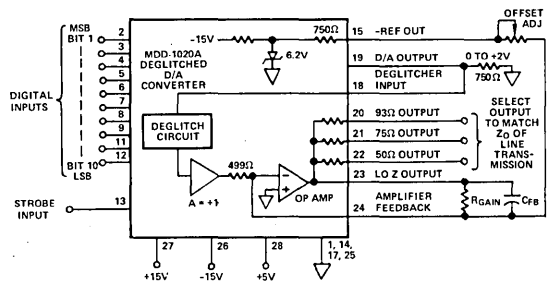 MSB
BIT 1
2
3
4
5
6
7
8
9
11
12
BIT 10
LSB
DIGITAL
INPUTS
STROBE
INPUT
13
MDD-1020A
DEGLITCHED
D/A
CONVERTER
-15V
750Ω
6.2V
DEGLITCH
CIRCUIT
A = +1
499Ω
OP AMP
15 -REF OUT
OFFSET
ADJ
19 D/A OUTPUT
0 TO +2V
750Ω
DEGLITCHER
18 INPUT
20 93Ω OUTPUT
21 75Ω OUTPUT
22 50Ω OUTPUT
SELECT
OUTPUT
TO MATCH
ZO OF
LINE
TRANS-
MISSION
23 LO Z OUTPUT
AMPLIFIER
24 FEEDBACK
RGAIN
CFB
27
+15V
26
-15V
28
+5V
1, 14,
17, 25